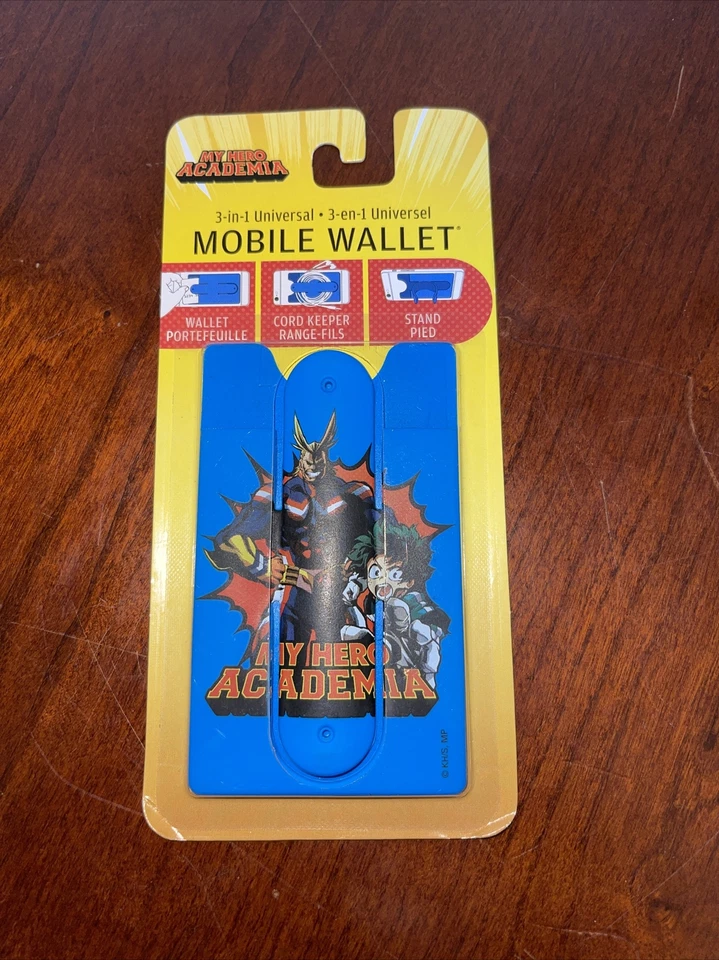 MY HERO
ACADEMIA
3-in-1 Universal • 3-en-1 Universel
MOBILE WALLET®
WALLET
PORTEFEUILLE
CORD KEEPER
RANGE-FILS
STAND
PIED
MY HERO
ACADEMIA
© KH/S, MP